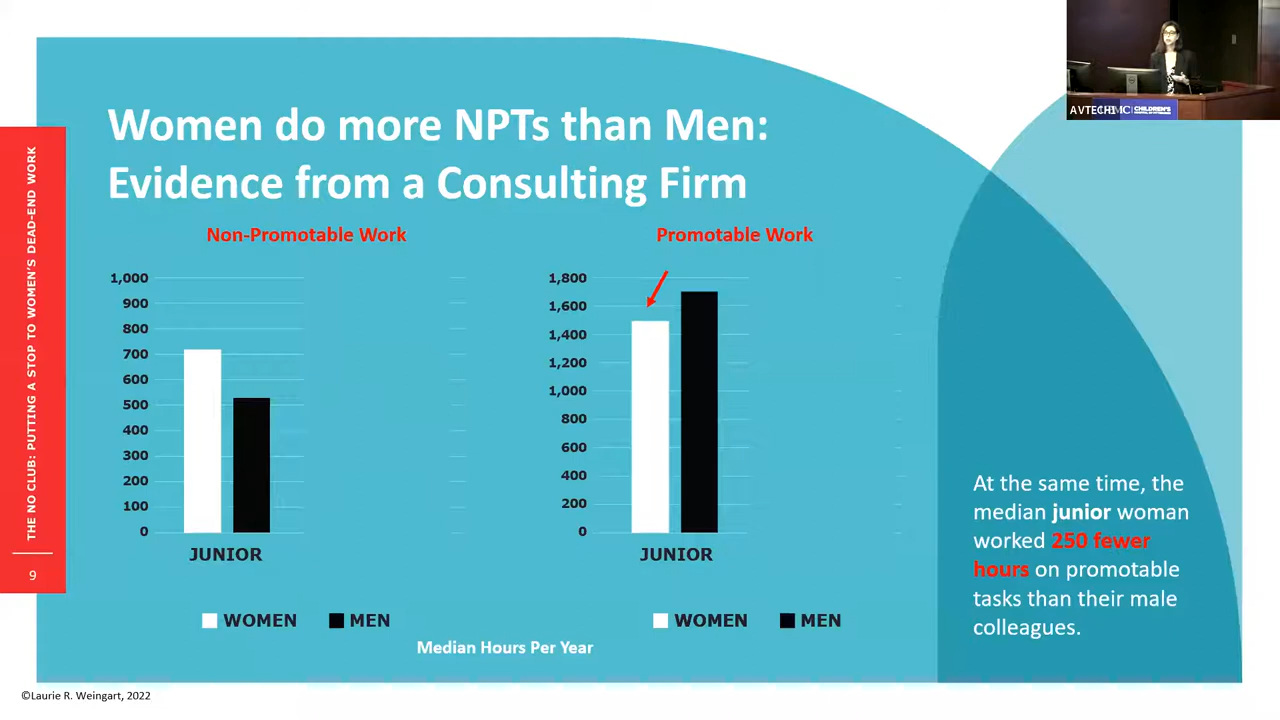 Women do more NPTs than Men:
Evidence from a Consulting Firm
THE NO CLUB: PUTTING A STOP TO WOMEN'S DEAD-END WORK
9
Non-Promotable Work
1,000
900
800
700
600
500
400
300
200
100
0
JUNIOR
WOMEN MEN
Promotable Work
1,800
1,600
1,400
1,200
1,000
800
600
400
200
0
JUNIOR
WOMEN MEN
Median Hours Per Year
At the same time, the
median junior woman
worked 250 fewer
hours on promotable
tasks than their male
colleagues.
©Laurie R. Weingart, 2022
CHILDREN'S